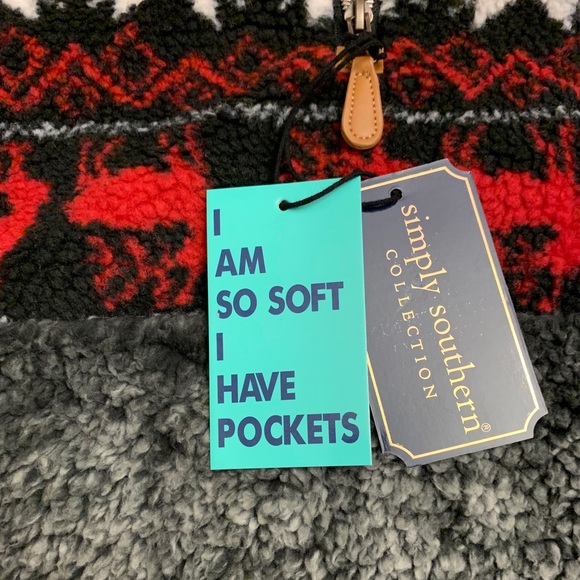 I
AM
SO SOFT
I
HAVE
POCKETS
simply southern®
COLLECTION